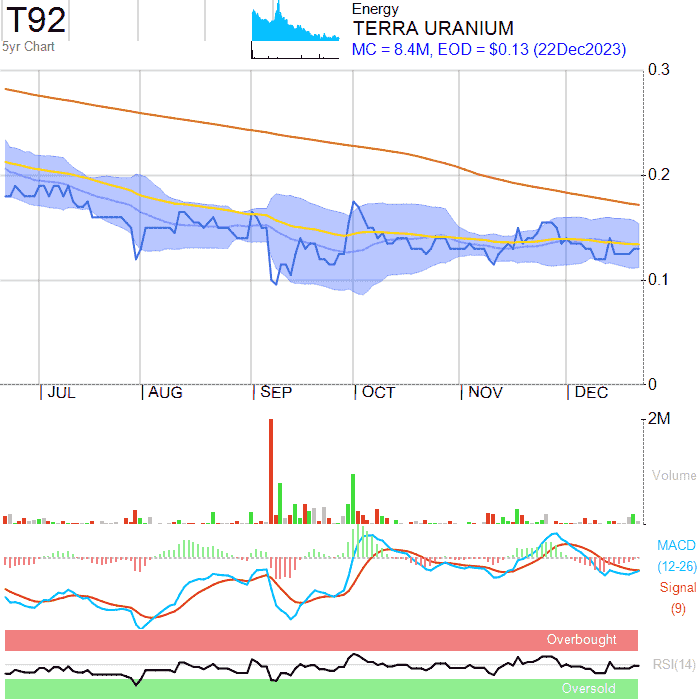 T92
5yr Chart
Energy
TERRA URANIUM
MC = 8.4M, EOD = $0.13 (22Dec2023)
0.3
0.2
0.1
0
JUL AUG SEP OCT NOV DEC
2M
Volume
MACD
(12-26)
Signal
(9)
Overbought
RSI(14)
Oversold